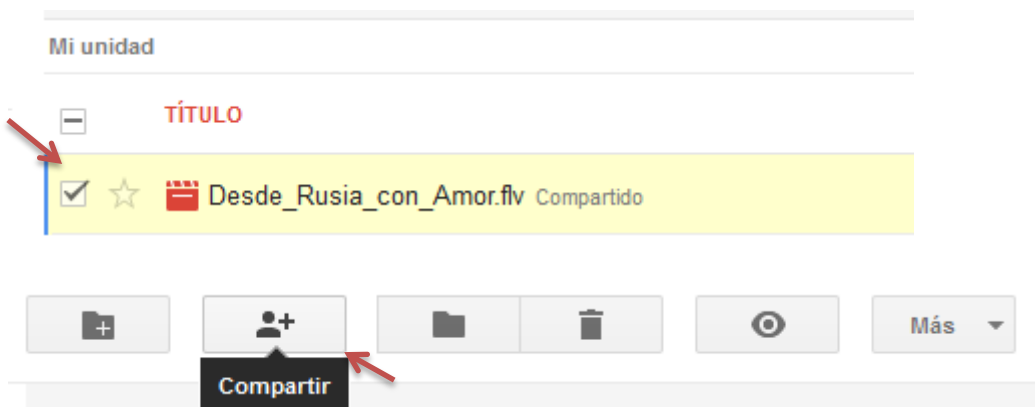 Mi unidad
TÍTULO
Desde_Rusia_con_Amor.flv Compartido
Más
Compartir